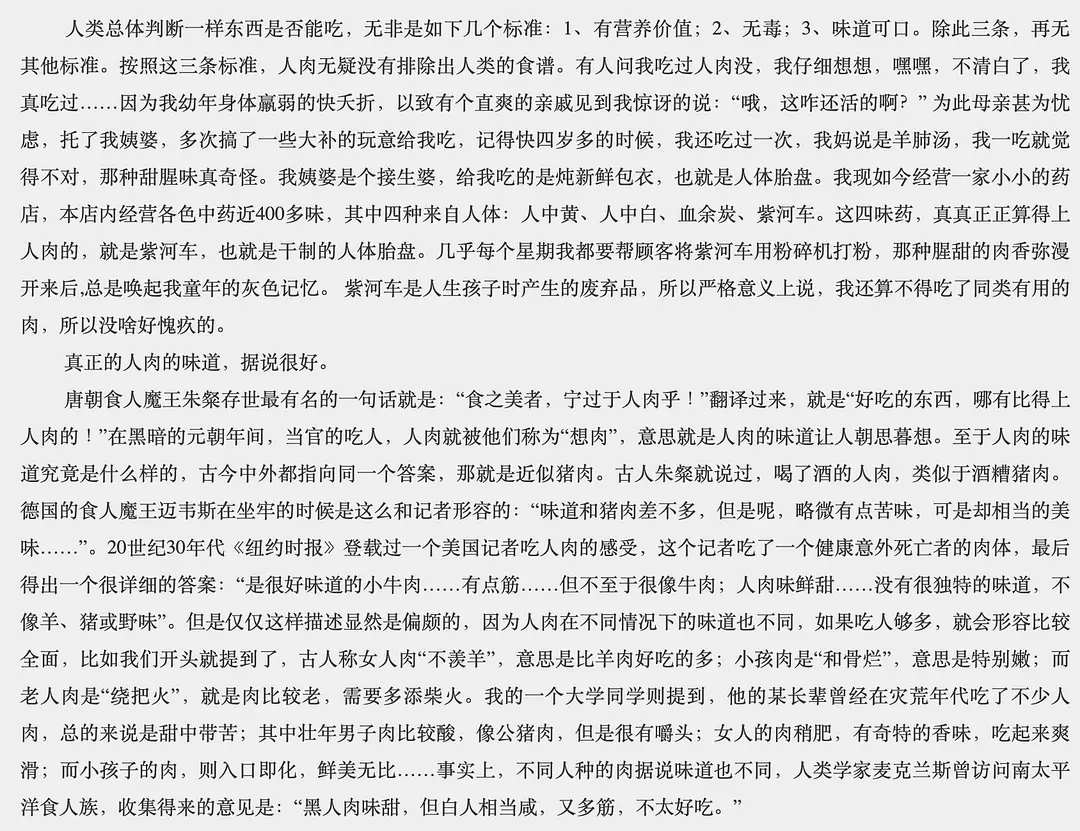 人类总体判断一样东西是否能吃，无非是如下几个标准：1、有营养价值；2、无毒；3、味道可口。除此三条，再无
其他标准。按照这三条标准，人肉无疑没有排除出人类的食谱。有人问我吃过人肉没，我仔细想想，嘿嘿，不清白了，我
真吃过……因为我幼年身体羸弱的快夭折，以致有个直爽的亲戚见到我惊讶的说：“哦，这咋还活的啊？”为此母亲甚为忧
虑，托了我姨婆，多次搞了一些大补的玩意给我吃，记得快四岁多的时候，我还吃过一次，我妈说是羊肺汤，我一吃就觉
得不对，那种甜腥味真奇怪。我姨婆是个接生婆，给我吃的是炖新鲜包衣，也就是人体胎盘。我现如今经营一家小小的药
店，本店内经营各色中药近400多味，其中四种来自人体：人中黄、人中白、血余炭、紫河车。这四味药，真真正正算得上
人肉的，就是紫河车，也就是干制的人体胎盘。几乎每个星期我都要帮顾客将紫河车用粉碎机打粉，那种腥甜的肉香弥漫
开来后,总是唤起我童年的灰色记忆。 紫河车是人生孩子时产生的废弃品，所以严格意义上说，我还算不得吃了同类有用的
肉，所以没啥好愧疚的。
真正的人肉的味道，据说很好。
唐朝食人魔王朱粲存世最有名的一句话就是：“食之美者，宁过于人肉乎！”翻译过来，就是“好吃的东西，哪有比得上
人肉的！”在黑暗的元朝年间，当官的吃人，人肉就被他们称为“想肉”，意思就是人肉的味道让人朝思暮想。至于人肉的味
道究竟是什么样的，古今中外都指向同一个答案，那就是近似猪肉。古人朱粲就说过，喝了酒的人肉，类似于酒糟猪肉。
德国的食人魔王迈韦斯在坐牢的时候是这么和记者形容的：“味道和猪肉差不多，但是呢，略微有点苦味，可是却相当的美
味……”。20世纪30年代《纽约时报》登载过一个美国记者吃人肉的感受，这个记者吃了一个健康意外死亡者的肉体，最后
得出一个很详细的答案：“是很好味道的小牛肉……有点筋……但不至于很像牛肉；人肉味鲜甜……没有很独特的味道，不
像羊、猪或野味”。但是仅仅这样描述显然是偏颇的，因为人肉在不同情况下的味道也不同，如果吃人够多，就会形容比较
全面，比如我们开头就提到了，古人称女人肉“不羡羊”，意思是比羊肉好吃的多；小孩肉是“和骨烂”，意思是特别嫩；而
老人肉是“绕把火”，就是肉比较老，需要多添柴火。我的一个大学同学则提到，他的某长辈曾经在灾荒年代吃了不少人
肉，总的来说是甜中带苦；其中壮年男子肉比较酸，像公猪肉，但是很有嚼头；女人的肉稍肥，有奇特的香味，吃起来爽
滑；而小孩子的肉，则入口即化，鲜美无比……事实上，不同人种的肉据说味道也不同，人类学家麦克兰斯曾访问南太平
洋食人族，收集得来的意见是：“黑人肉味甜，但白人相当咸，又多筋，不太好吃。”